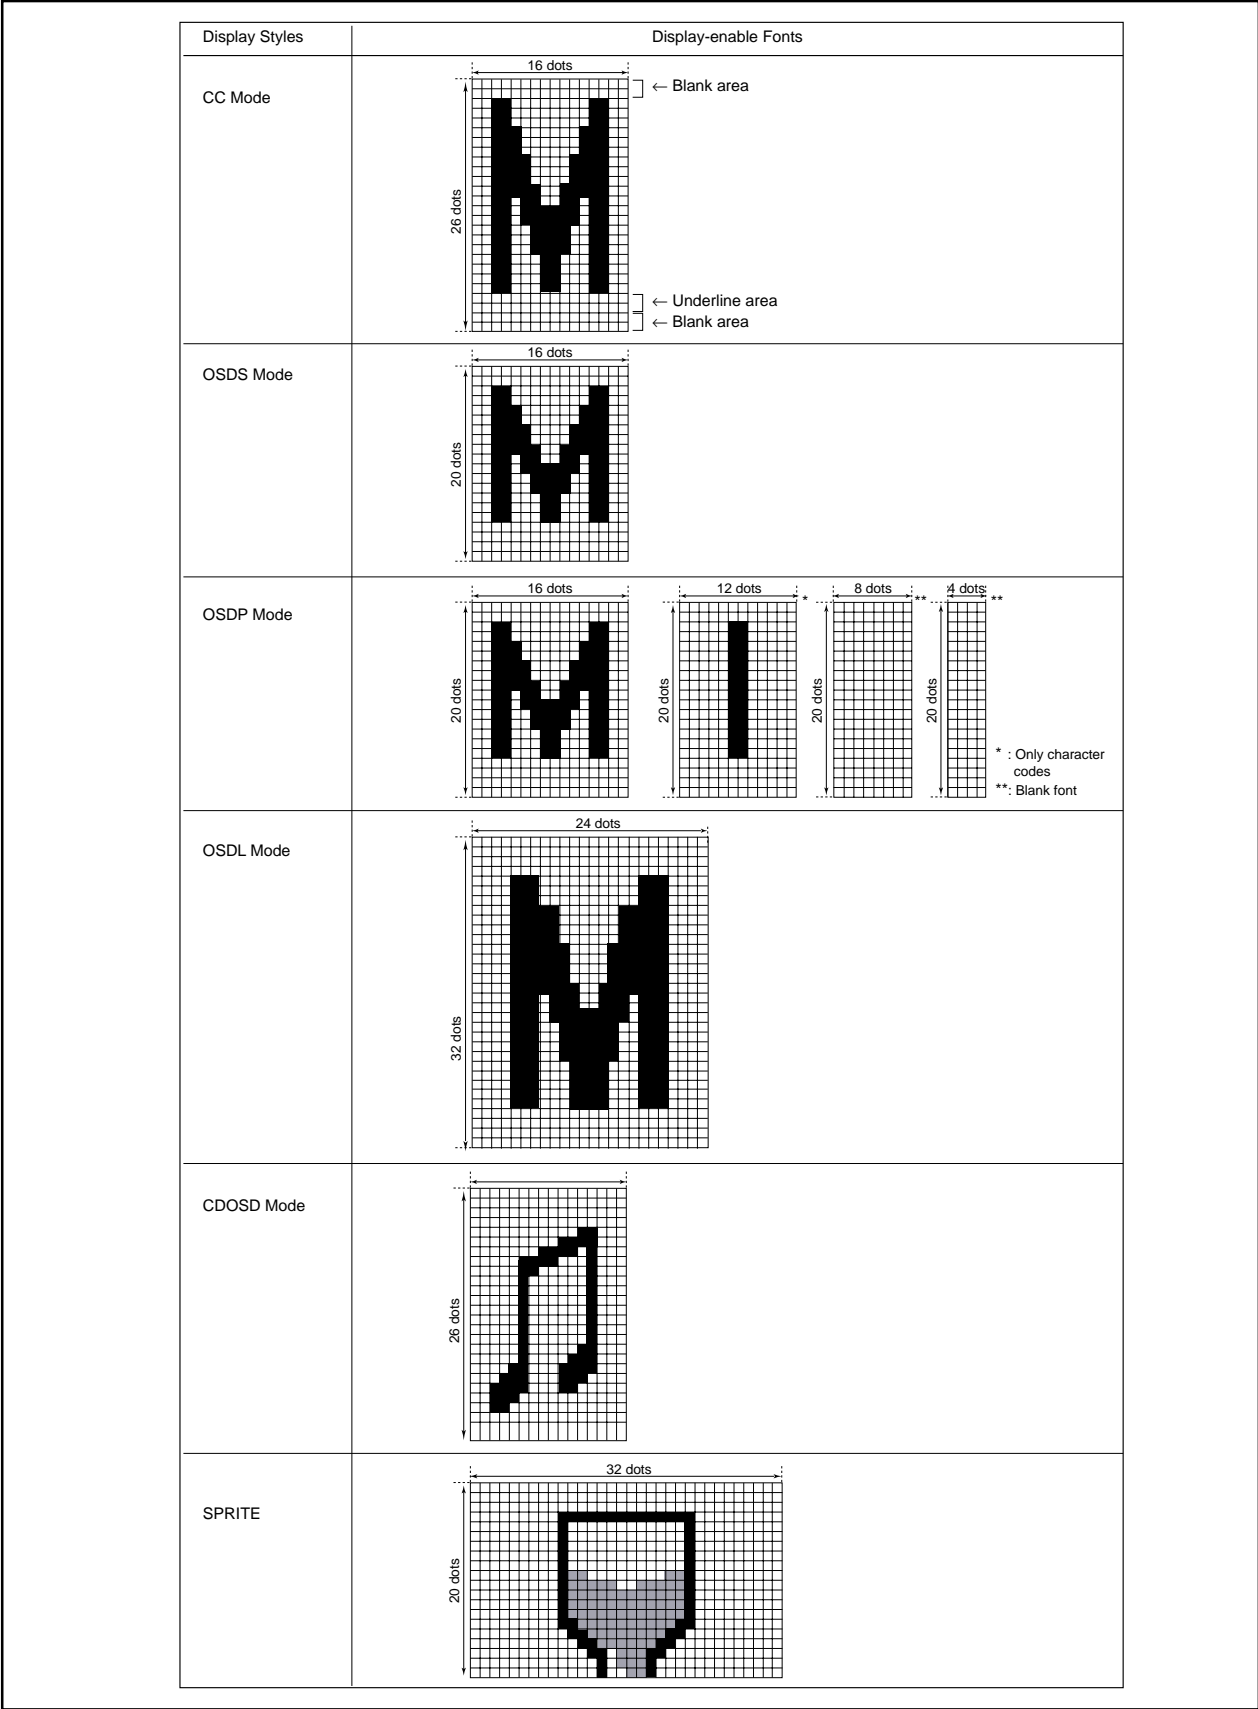 Display Styles
Display-enable Fonts
CC Mode
16 dots
← Blank area
26 dots
← Underline area
← Blank area
OSDS Mode
16 dots
20 dots
OSDP Mode
16 dots
12 dots
8 dots
4 dots
*
**
**
20 dots
20 dots
20 dots
20 dots
* : Only character
codes
**: Blank font
OSDL Mode
24 dots
32 dots
CDOSD Mode
26 dots
SPRITE
32 dots
20 dots